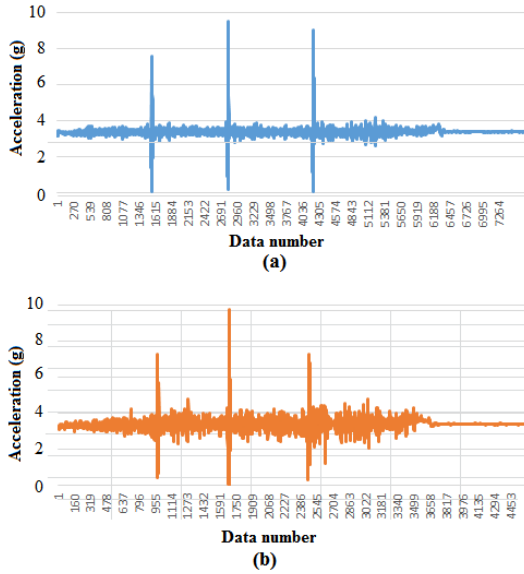 Acceleration (g)
10
8
6
4
2
0
1 270 539 808 1077 1346 1615 1884 2153 2422 2691 2960 3229 3498 3767 4036 4305 4574 4843 5112 5381 5650 5919 6188 6457 6726 6995 7264
Data number
(a)
Acceleration (g)
10
8
6
4
2
0
1 160 319 478 637 796 955 1114 1273 1432 1591 1750 1909 2068 2227 2386 2545 2704 2863 3022 3181 3340 3499 3658 3817 3976 4135 4294 4453
Data number
(b)